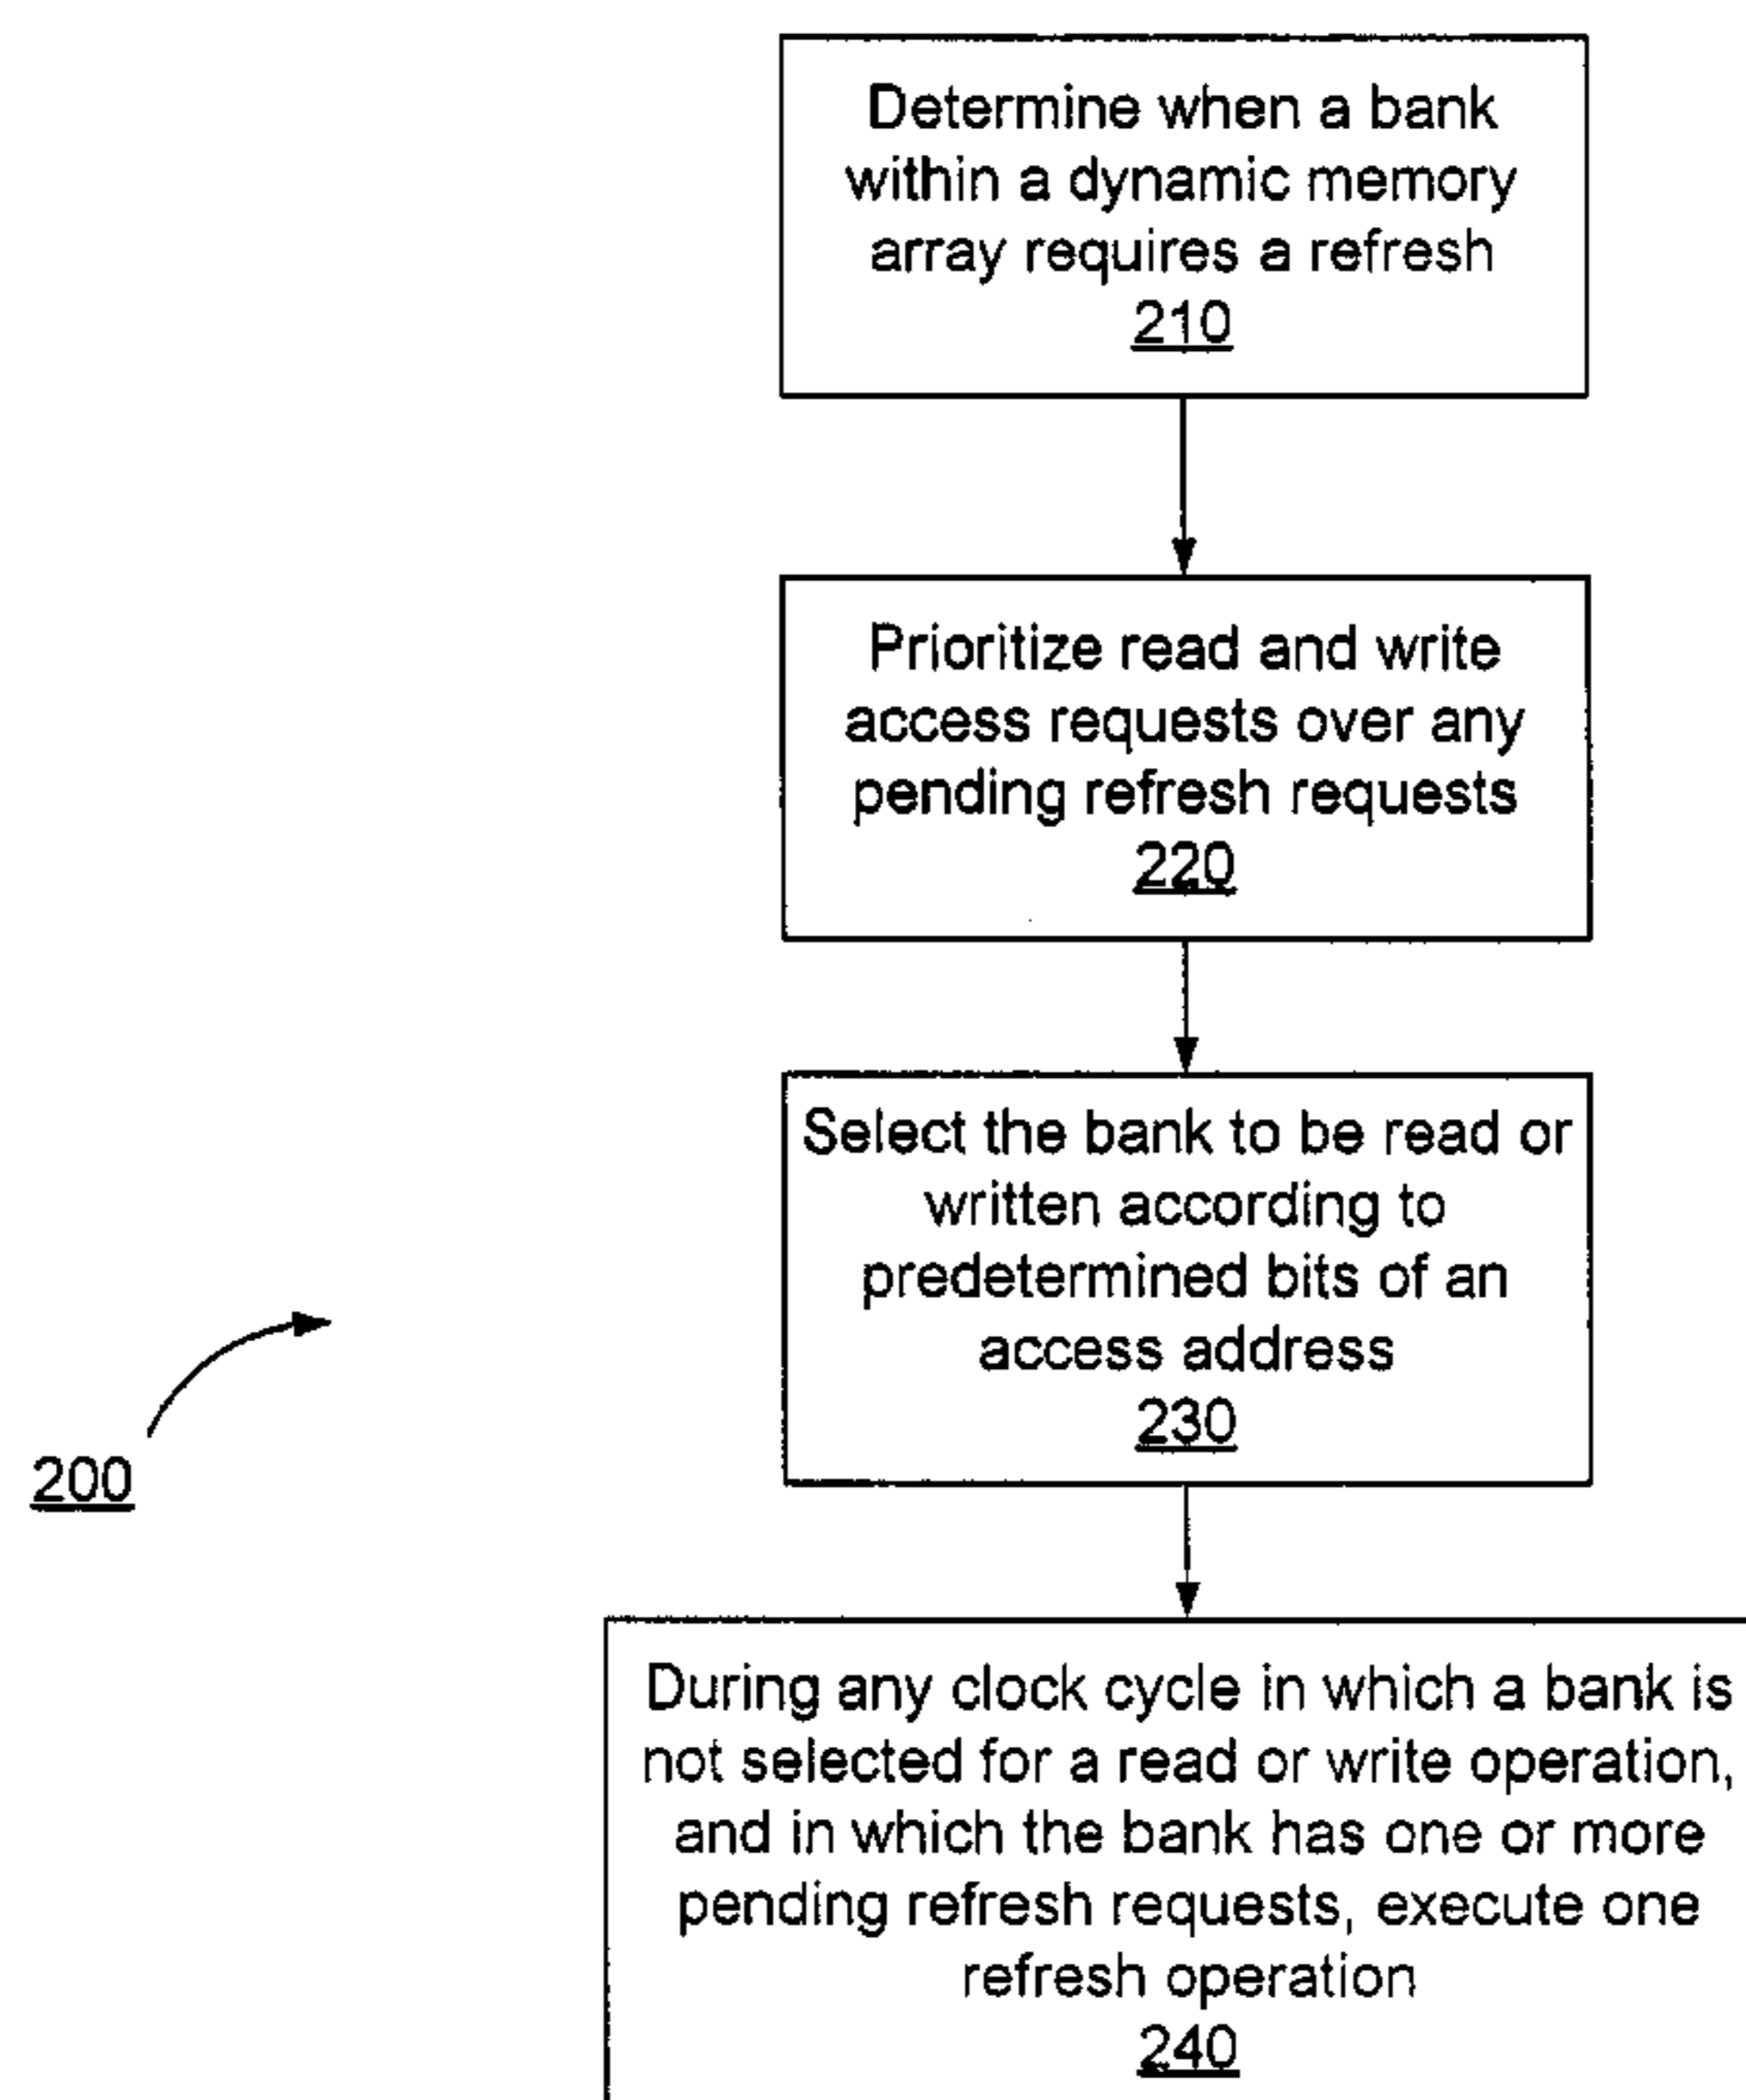 Determine when a bank
within a dynamic memory
array requires a refresh
210
Prioritize read and write
access requests over any
pending refresh requests
220
Select the bank to be read or
written according to
predetermined bits of an
access address
230
200
During any clock cycle in which a bank is
not selected for a read or write operation,
and in which the bank has one or more
pending refresh requests, execute one
refresh operation
240